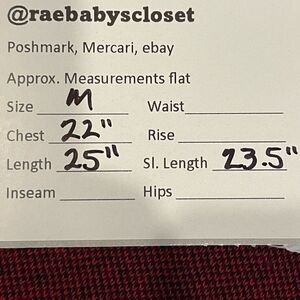 @raebabyscloset
Poshmark, Mercari, ebay
Approx. Measurements flat
Size M Waist
Chest 22" Rise
Length 25" Sl. Length 23.5"
Inseam Hips